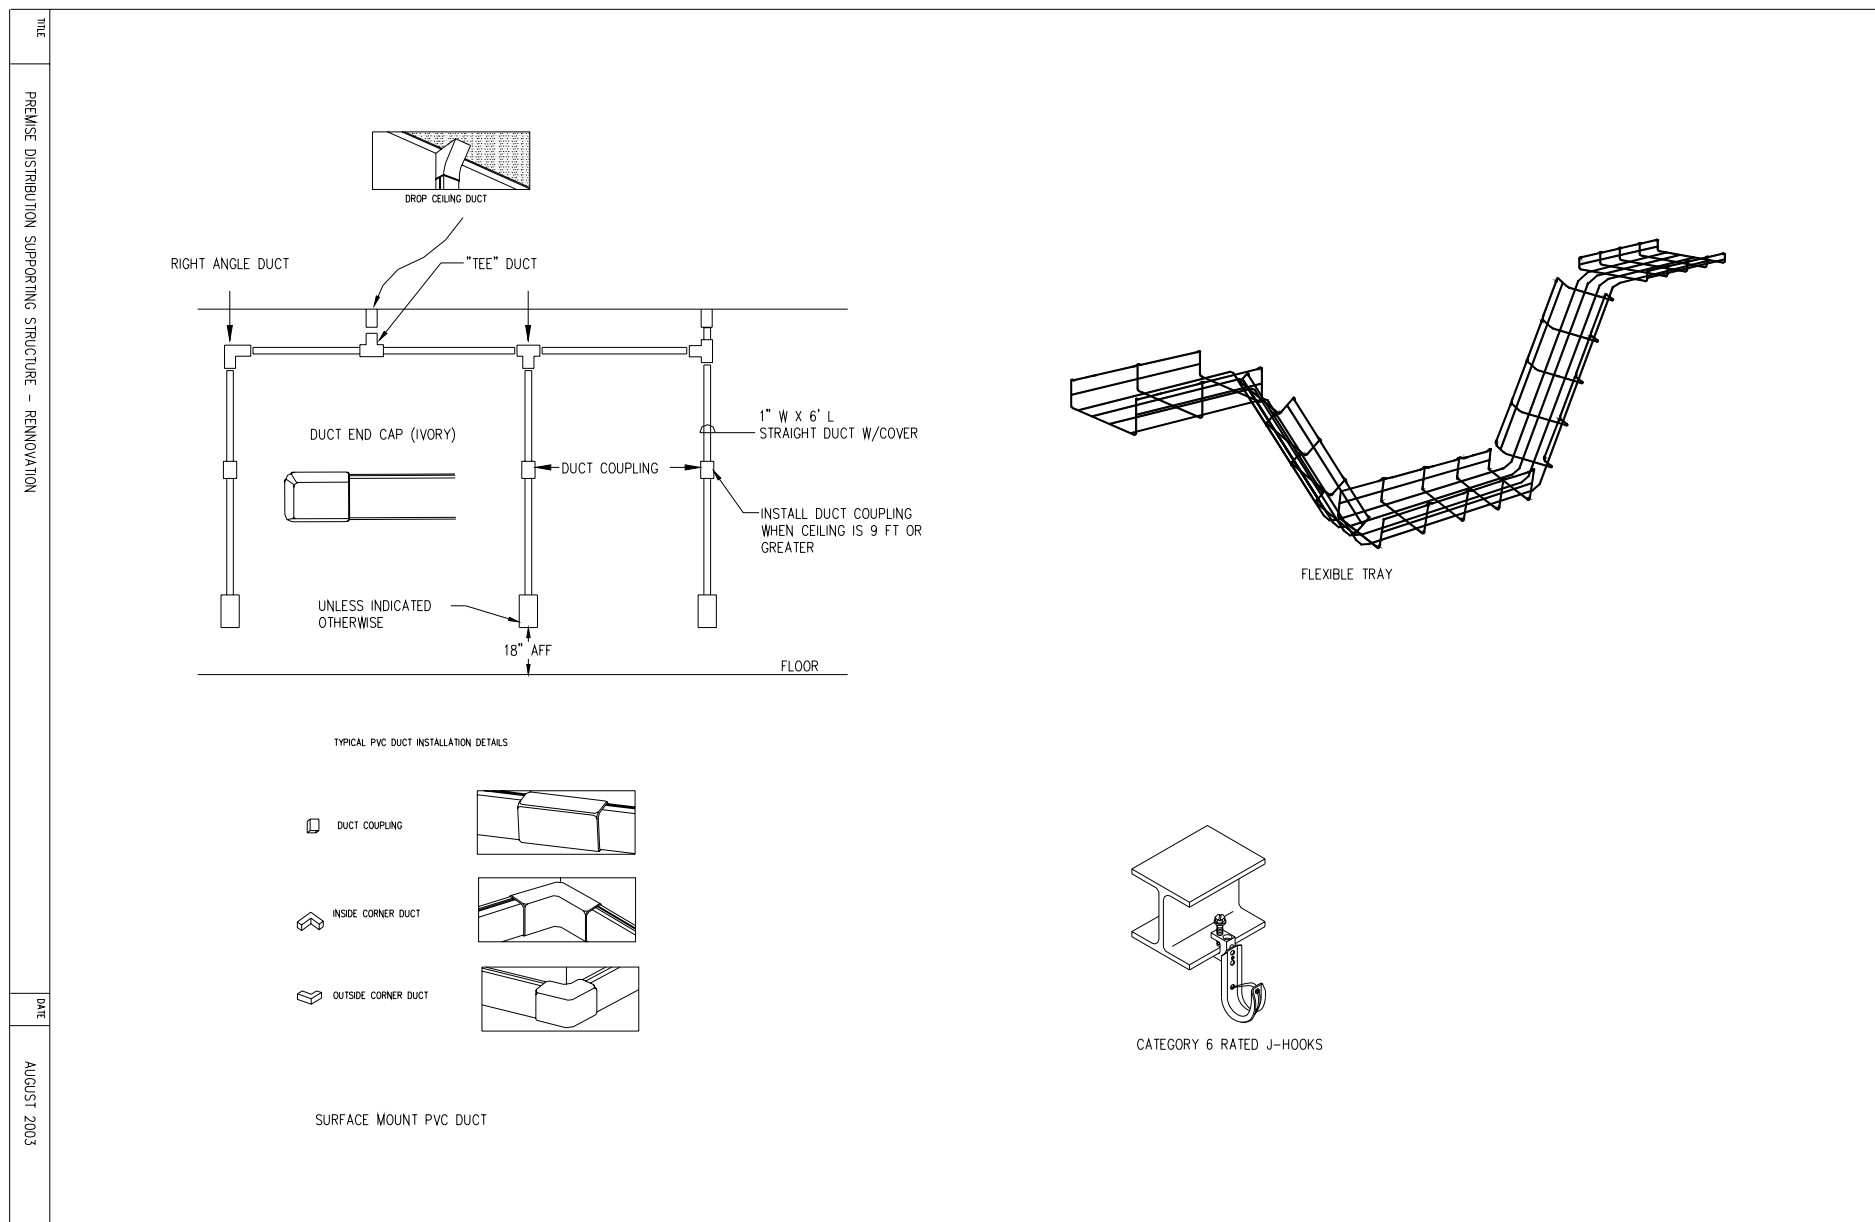 TITLE
PREMISE DISTRIBUTION SUPPORTING STRUCTURE - RENNOVATION
DATE
AUGUST 2003
DROP CEILING DUCT
RIGHT ANGLE DUCT
"TEE" DUCT
1" W X 6' L
STRAIGHT DUCT W/COVER
DUCT END CAP (IVORY)
DUCT COUPLING
INSTALL DUCT COUPLING
WHEN CEILING IS 9 FT OR
GREATER
UNLESS INDICATED
OTHERWISE
18" AFF
FLOOR
TYPICAL PVC DUCT INSTALLATION DETAILS
DUCT COUPLING
INSIDE CORNER DUCT
OUTSIDE CORNER DUCT
SURFACE MOUNT PVC DUCT
FLEXIBLE TRAY
CATEGORY 6 RATED J-HOOKS